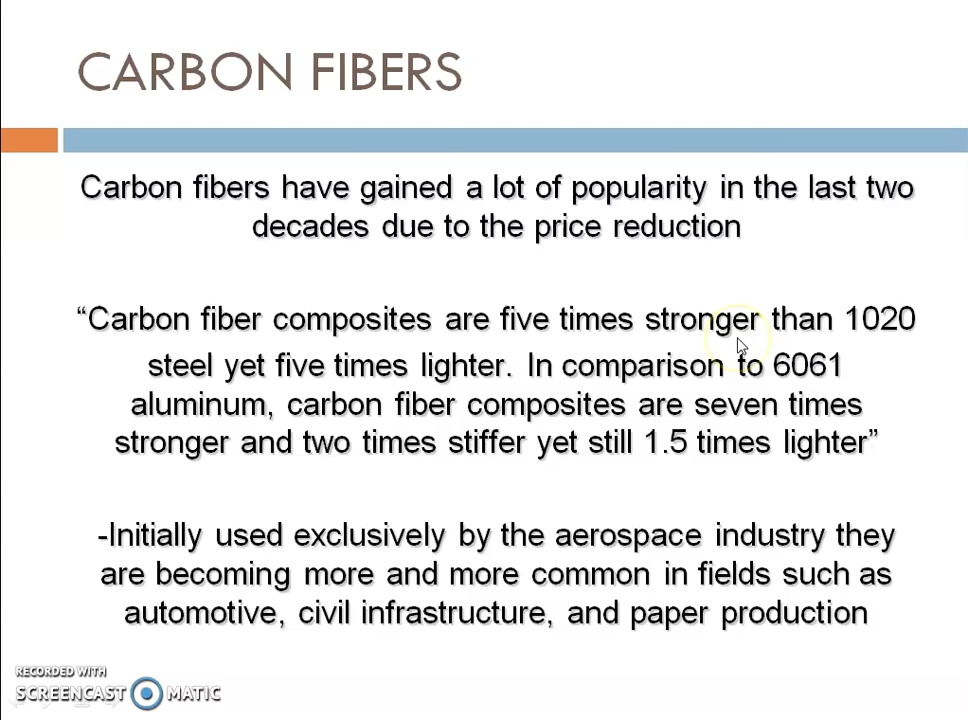 CARBON FIBERS
Carbon fibers have gained a lot of popularity in the last two
decades due to the price reduction
“Carbon fiber composites are five times stronger than 1020
steel yet five times lighter. In comparison to 6061
aluminum, carbon fiber composites are seven times
stronger and two times stiffer yet still 1.5 times lighter”
-Initially used exclusively by the aerospace industry they
are becoming more and more common in fields such as
automotive, civil infrastructure, and paper production
RECORDED WITH
SCREENCAST MATIC